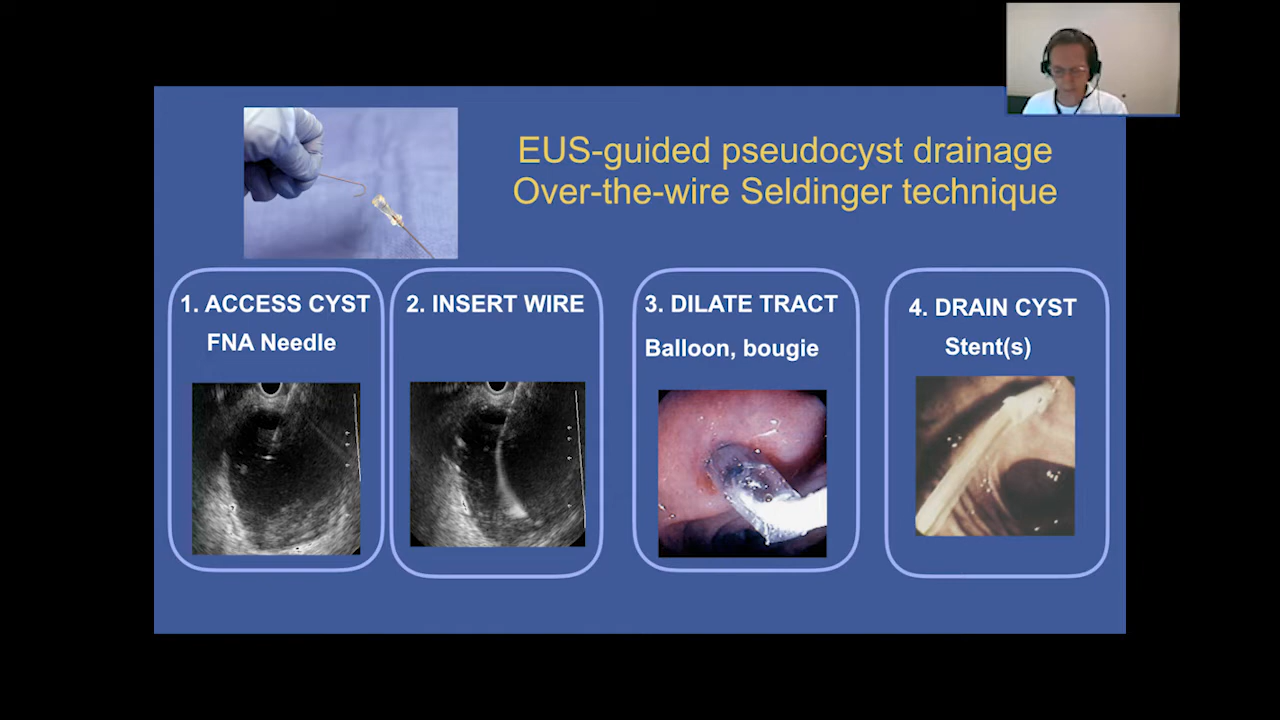 EUS-guided pseudocyst drainage
Over-the-wire Seldinger technique
1. ACCESS CYST
FNA Needle
2. INSERT WIRE
3. DILATE TRACT
Balloon, bougie
4. DRAIN CYST
Stent(s)